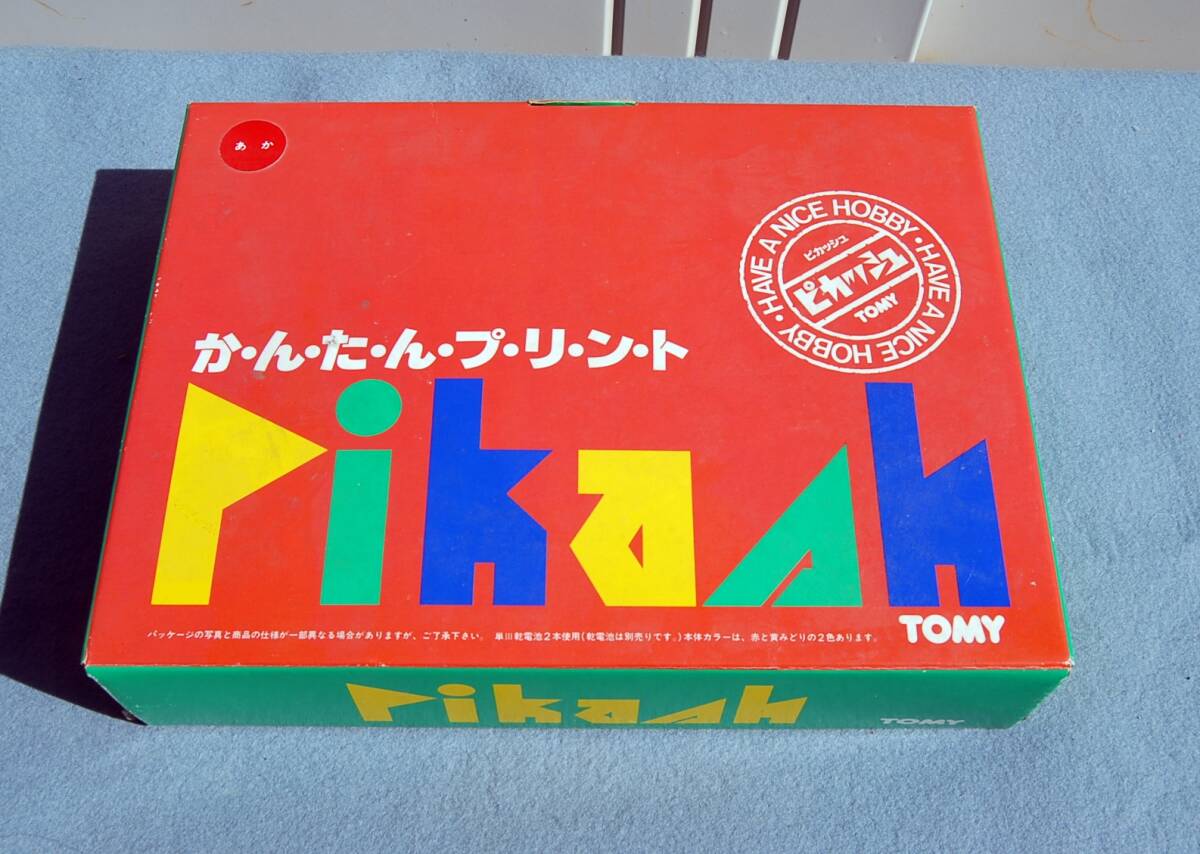 あか
HAVE A NICE HOBBY・HAVE A NICE HOBBY・
ピカッシュ
ピカッシュ
TOMY
か・ん・た・ん・プ・リ・ン・ト
Pikash
TOMY
パッケージの写真と商品の仕様が一部異なる場合がありますが、ご了承下さい。 単III乾電池2本使用(乾電池は別売りです。)本体カラーは、赤と黄みどりの2色あります。
Pikash
TOMY